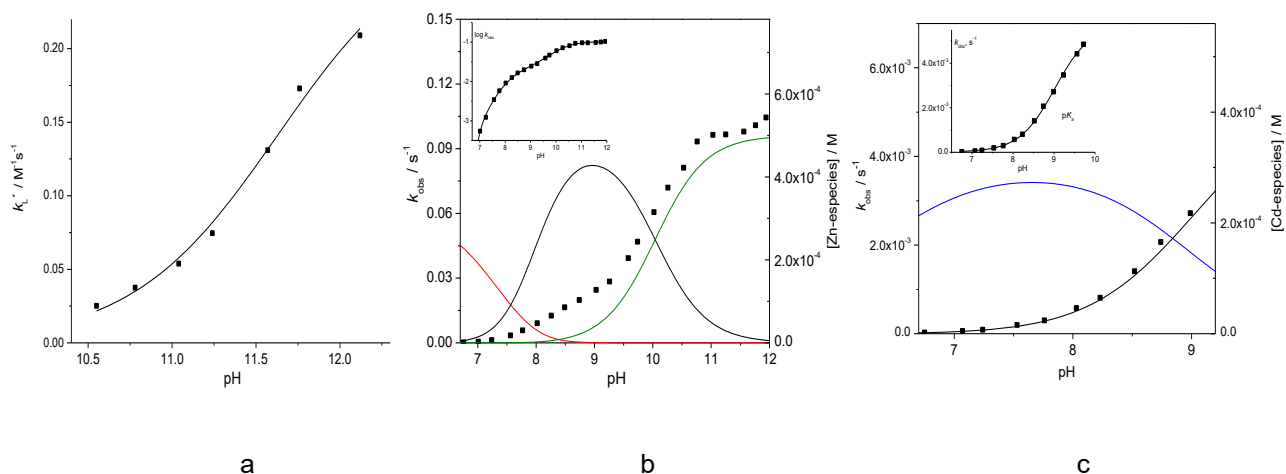 0.20
0.15
0.10
0.05
0.00
k_L´ / M⁻¹s⁻¹
10.5 11.0 11.5 12.0
pH
a
0.15
0.12
0.09
0.06
0.03
0.00
k_obs / s⁻¹
log k_obs
-1
-2
-3
7 8 9 10 11 12
pH
6.0x10⁻⁴
4.0x10⁻⁴
2.0x10⁻⁴
0.0
[Zn-especies] / M
7 8 9 10 11 12
pH
b
6.0x10⁻³
4.0x10⁻³
2.0x10⁻³
0.0
k_obs / s⁻¹
k_obs, s⁻¹
4.0x10⁻³
2.0x10⁻³
0.0
pK_a
7 8 9 10
pH
4.0x10⁻⁴
2.0x10⁻⁴
0.0
[Cd-especies] / M
7 8 9
pH
c